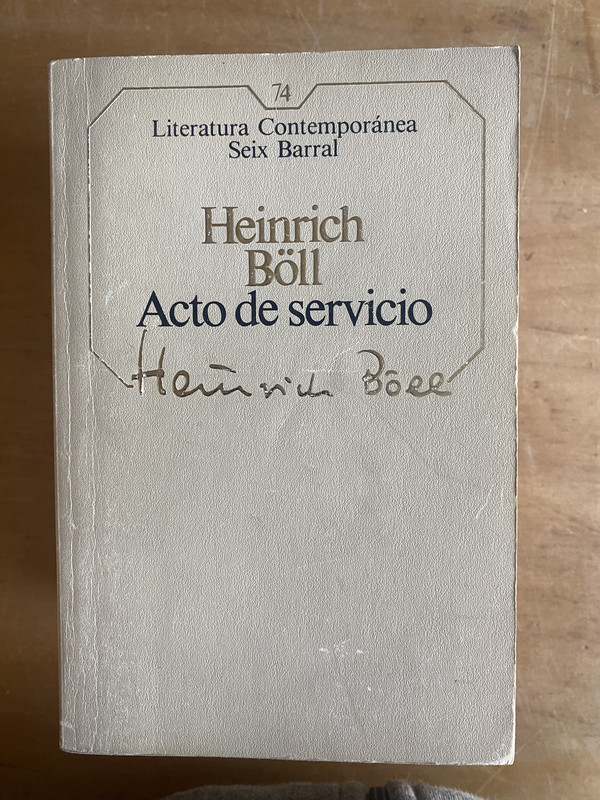 74
Literatura Contemporánea
Seix Barral
Heinrich
Böll
Acto de servicio
Heinrich Böll